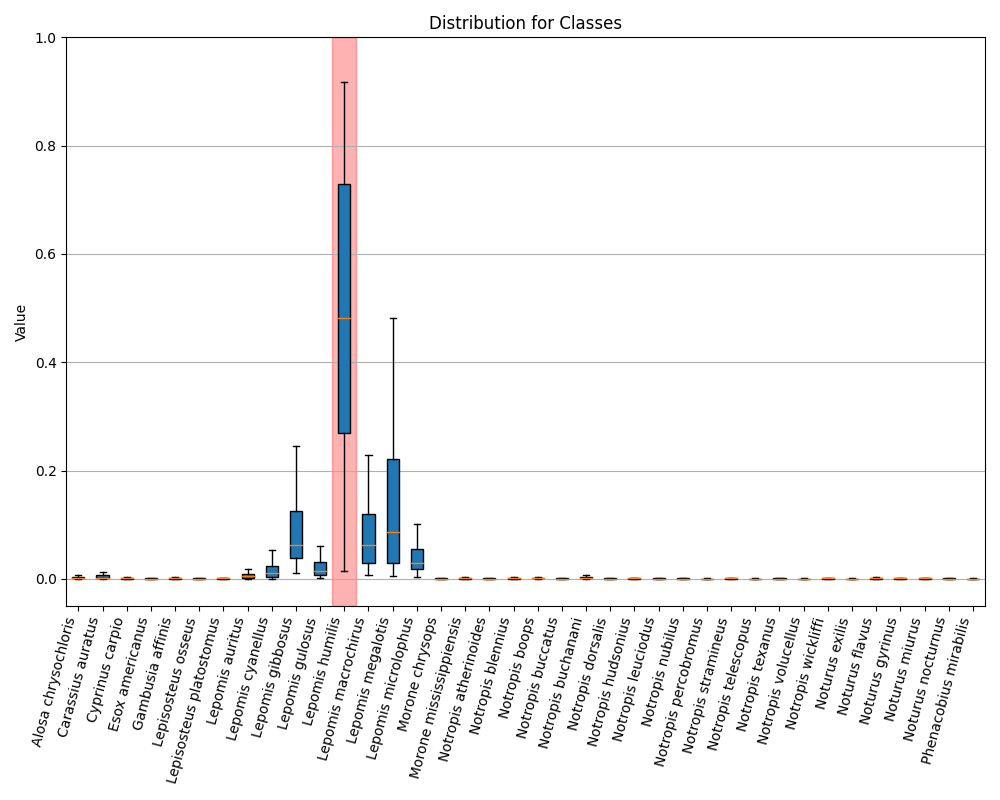 Distribution for Classes
Value
1.0
0.8
0.6
0.4
0.2
0.0
Alosa chrysochloris
Carassius auratus
Cyprinus carpio
Esox americanus
Gambusia affinis
Lepisosteus osseus
Lepisosteus platostomus
Lepomis auritus
Lepomis cyanellus
Lepomis gibbosus
Lepomis gulosus
Lepomis humilis
Lepomis macrochirus
Lepomis megalotis
Lepomis microlophus
Morone chrysops
Morone mississippiensis
Notropis atherinoides
Notropis blennius
Notropis boops
Notropis buccatus
Notropis buchanani
Notropis dorsalis
Notropis hudsonius
Notropis leuciodus
Notropis nubilus
Notropis percobromus
Notropis stramineus
Notropis telescopus
Notropis texanus
Notropis volucellus
Notropis wickliffi
Noturus exilis
Noturus flavus
Noturus gyrinus
Noturus miurus
Noturus nocturnus
Phenacobius mirabilis